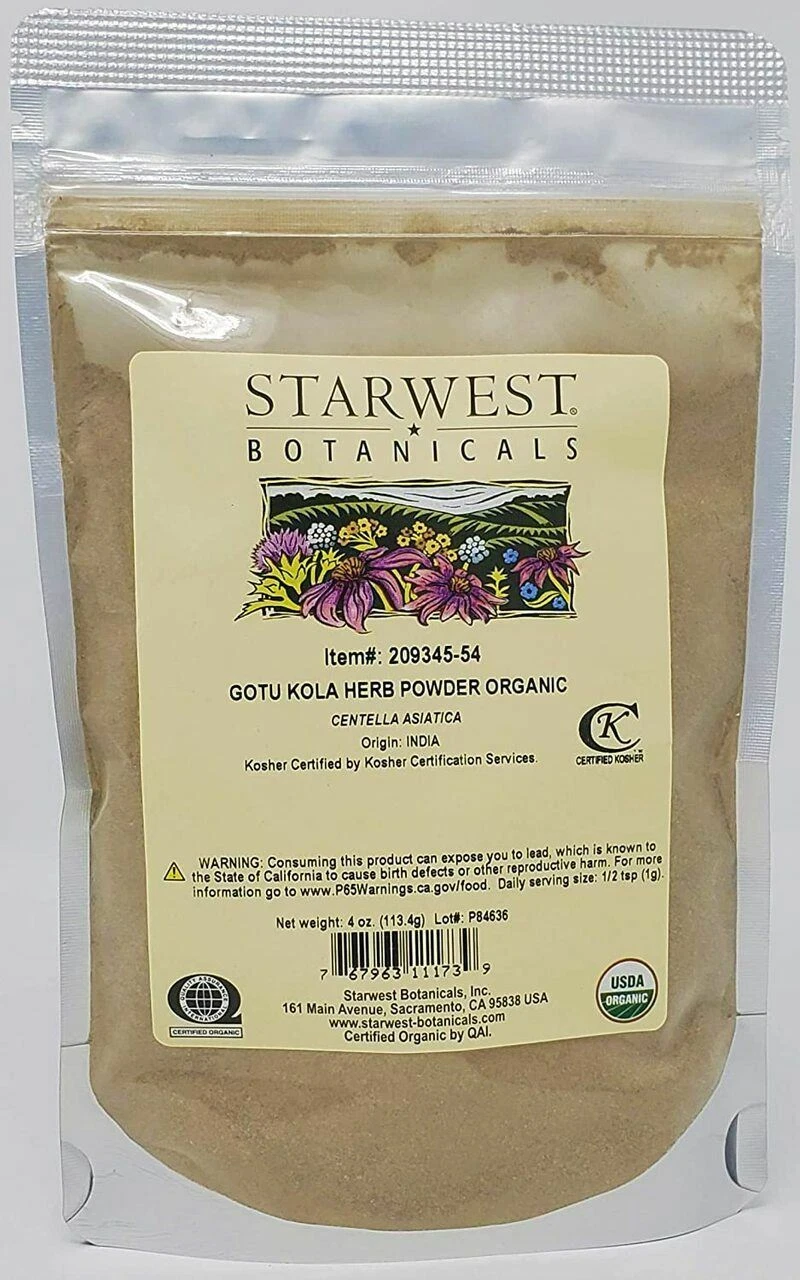 STARWEST®
BOTANICALS
Item#: 209345-54
GOTU KOLA HERB POWDER ORGANIC
CENTELLA ASIATICA
Origin: INDIA
Kosher Certified by Kosher Certification Services.
CK
CERTIFIED KOSHER
WARNING: Consuming this product can expose you to lead, which is known to
the State of California to cause birth defects or other reproductive harm. For more
information go to www.P65Warnings.ca.gov/food. Daily serving size: 1/2 tsp (1g).
Net weight: 4 oz. (113.4g) Lot#: P84636
7 67963 11173 9
Starwest Botanicals, Inc.
161 Main Avenue, Sacramento, CA 95838 USA
www.starwest-botanicals.com
Certified Organic by QAI.
QUALITY ASSURANCE
INTERNATIONAL
CERTIFIED ORGANIC
USDA
ORGANIC